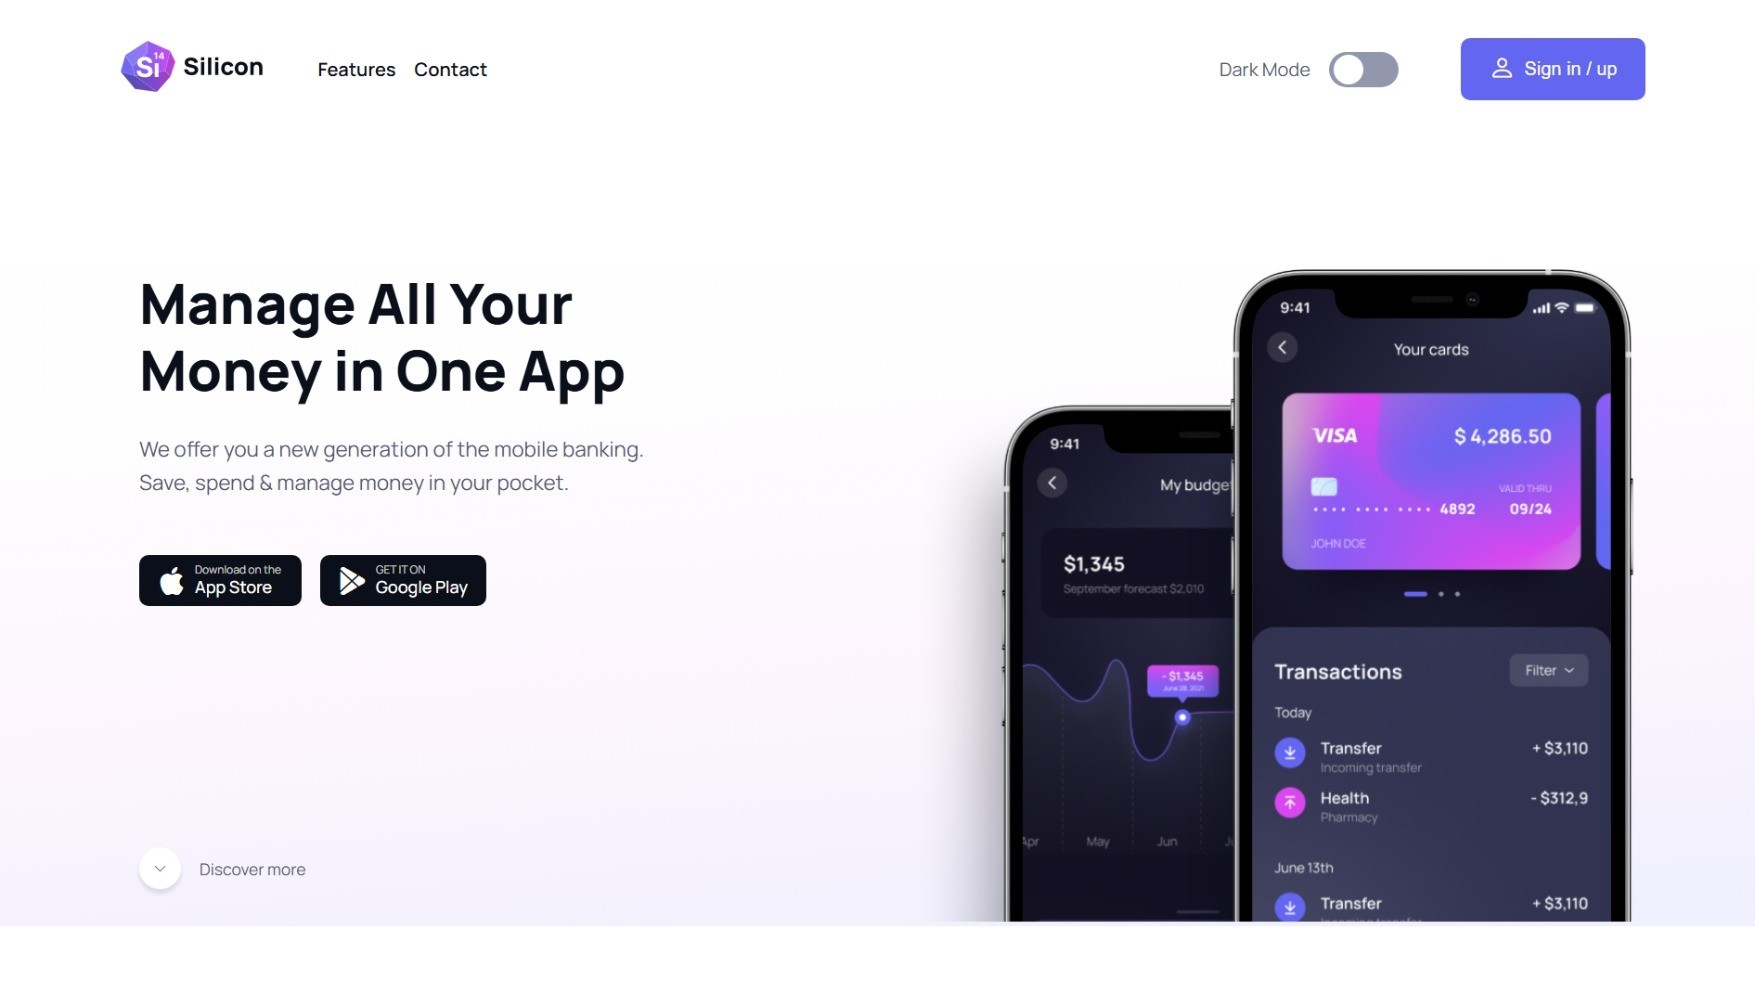 Si 14 Silicon
Features
Contact
Dark Mode
Sign in / up
Manage All Your
Money in One App
We offer you a new generation of the mobile banking.
Save, spend & manage money in your pocket.
Download on the
App Store
GET IT ON
Google Play
Discover more
9:41
My budge
$1,345
September forecast $2,010
- $1,345
June 28, 2021
Apr
May
Jun
9:41
Your cards
VISA
$ 4,286.50
VALID THRU
•••• •••• •••• 4892
09/24
JOHN DOE
Transactions
Filter
Today
Transfer
+ $3,110
Incoming transfer
Health
- $312,9
Pharmacy
June 13th
Transfer
+ $3,110